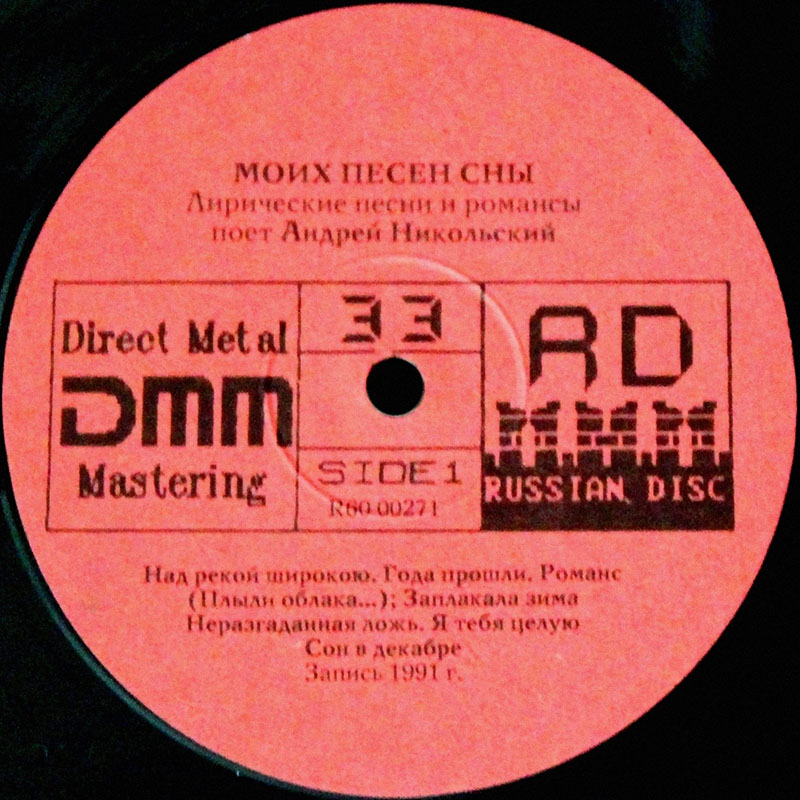 МОИХ ПЕСЕН СНЫ
Лирические песни и романсы
поет Андрей Никольский
Direct Metal
DMM
Mastering
33
SIDE 1
R60 00271
RD
RUSSIAN DISC
Над рекой широкою. Года прошли. Романс
(Плыли облака...); Заплакала зима
Неразгаданная ложь. Я тебя целую
Сон в декабре
Запись 1991 г.